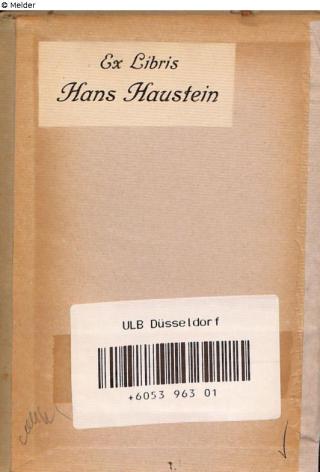 © Melder
Ex Libris
Hans Haustein
ULB Düsseldorf
+6053 963 01